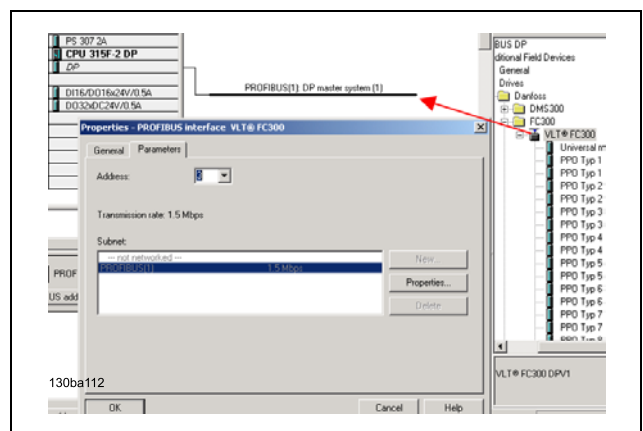 PS 307 2A
CPU 315F-2 DP
DP
DI16/DO16x24V/0.5A
DO32xDC24V/0.5A
PROFIBUS(1): DP master system (1)
BUS DP
ditional Field Devices
General
Drives
Danfoss
DMS300
FC300
VLT® FC300
Universal m
PPO Typ 1
PPO Typ 1
PPO Typ 2
PPO Typ 2
PPO Typ 3
PPO Typ 3
PPO Typ 4
PPO Typ 4
PPO Typ 5
PPO Typ 5
PPO Typ 6
PPO Typ 6
PPO Typ 7
PPO Typ 7
PPO Typ 8
VLT® FC300 DPV1
Properties - PROFIBUS interface VLT® FC300
General
Parameters
Address:
Transmission rate: 1.5 Mbps
Subnet:
--- not networked ---
PROFIBUS(1) 1.5 Mbps
New...
Properties...
Delete
PROF
US add
130ba112
OK
Cancel
Help